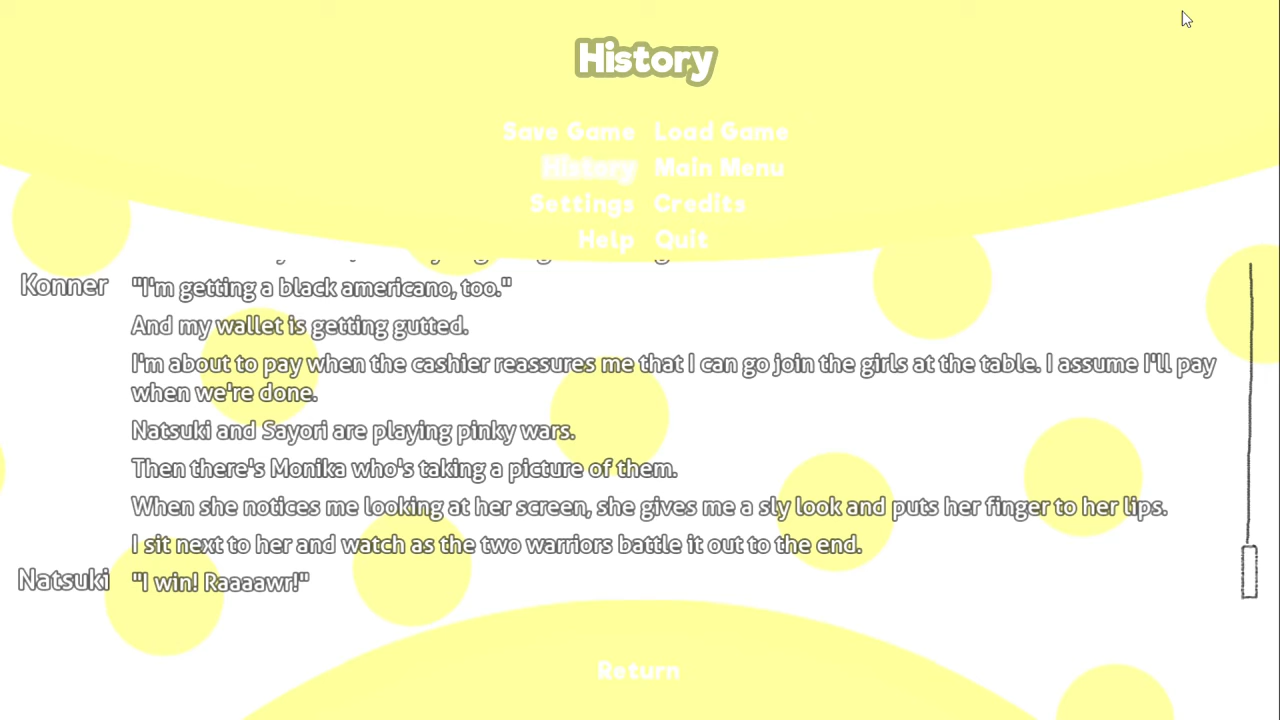 History
Save Game Load Game
History Main Menu
Settings Credits
Help Quit
Konner "I'm getting a black americano, too."
And my wallet is getting gutted.
I'm about to pay when the cashier reassures me that I can go join the girls at the table. I assume I'll pay
when we're done.
Natsuki and Sayori are playing pinky wars.
Then there's Monika who's taking a picture of them.
When she notices me looking at her screen, she gives me a sly look and puts her finger to her lips.
I sit next to her and watch as the two warriors battle it out to the end.
Natsuki "I win! Raaaawr!"
Return